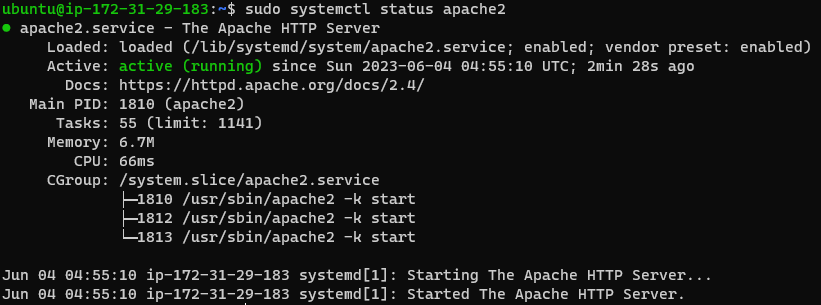 ubuntu@ip-172-31-29-183:~$ sudo systemctl status apache2
● apache2.service - The Apache HTTP Server
     Loaded: loaded (/lib/systemd/system/apache2.service; enabled; vendor preset: enabled)
     Active: active (running) since Sun 2023-06-04 04:55:10 UTC; 2min 28s ago
       Docs: https://httpd.apache.org/docs/2.4/
   Main PID: 1810 (apache2)
      Tasks: 55 (limit: 1141)
     Memory: 6.7M
        CPU: 66ms
     CGroup: /system.slice/apache2.service
             ├─1810 /usr/sbin/apache2 -k start
             ├─1812 /usr/sbin/apache2 -k start
             └─1813 /usr/sbin/apache2 -k start

Jun 04 04:55:10 ip-172-31-29-183 systemd[1]: Starting The Apache HTTP Server...
Jun 04 04:55:10 ip-172-31-29-183 systemd[1]: Started The Apache HTTP Server.